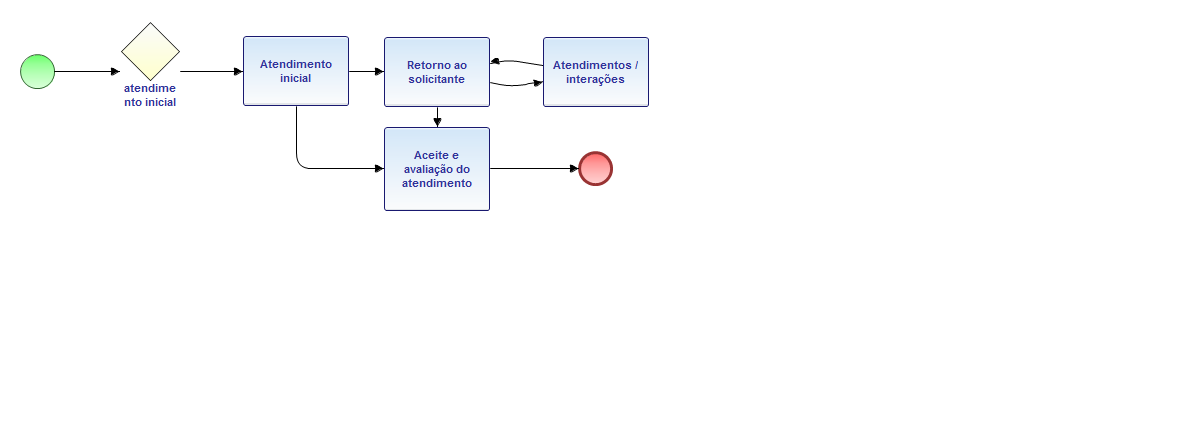 atendime
nto inicial
Atendimento
inicial
Retorno ao
solicitante
Atendimentos /
interações
Aceite e
avaliação do
atendimento